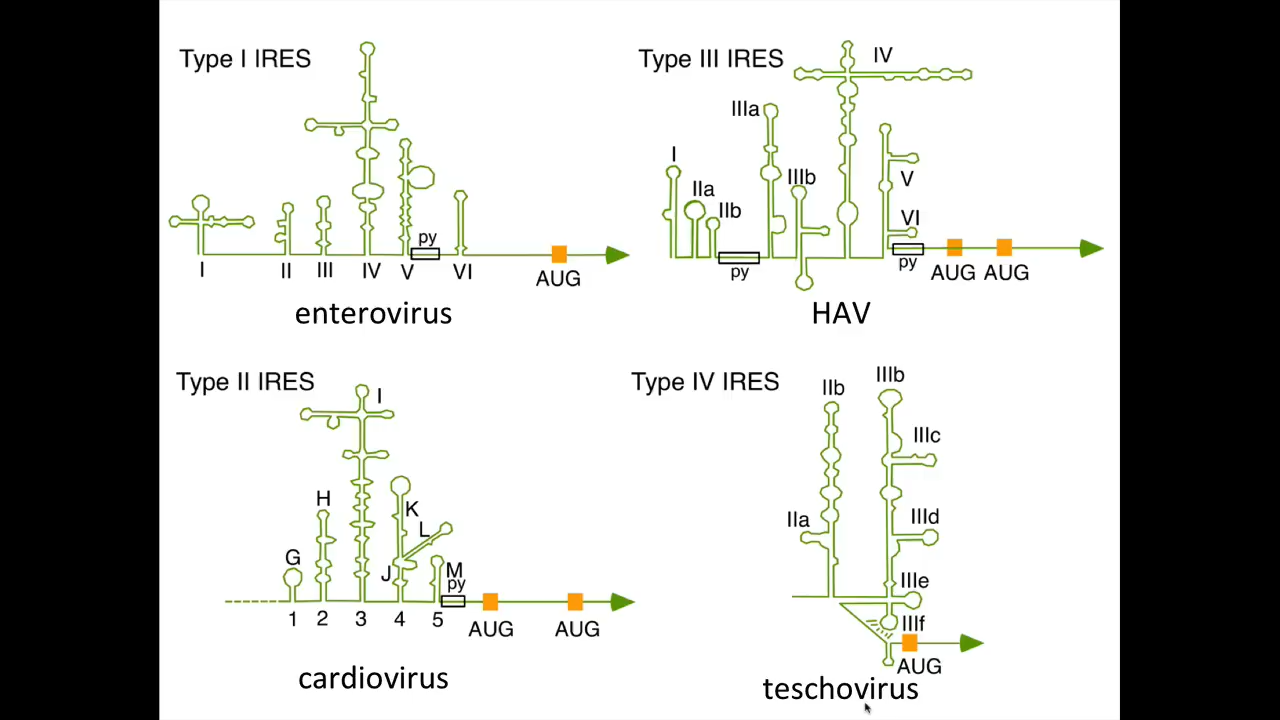 Type I IRES
py
I II III IV V VI
AUG
enterovirus
Type III IRES
IV
IIIa
I
IIa
IIb
IIIb
V
VI
py
py
AUG AUG
HAV
Type II IRES
I
H
K
L
G
J
M
py
1 2 3 4 5
AUG AUG
cardiovirus
Type IV IRES
IIb
IIIb
IIIc
IIa
IIId
IIIe
IIIf
AUG
teschovirus